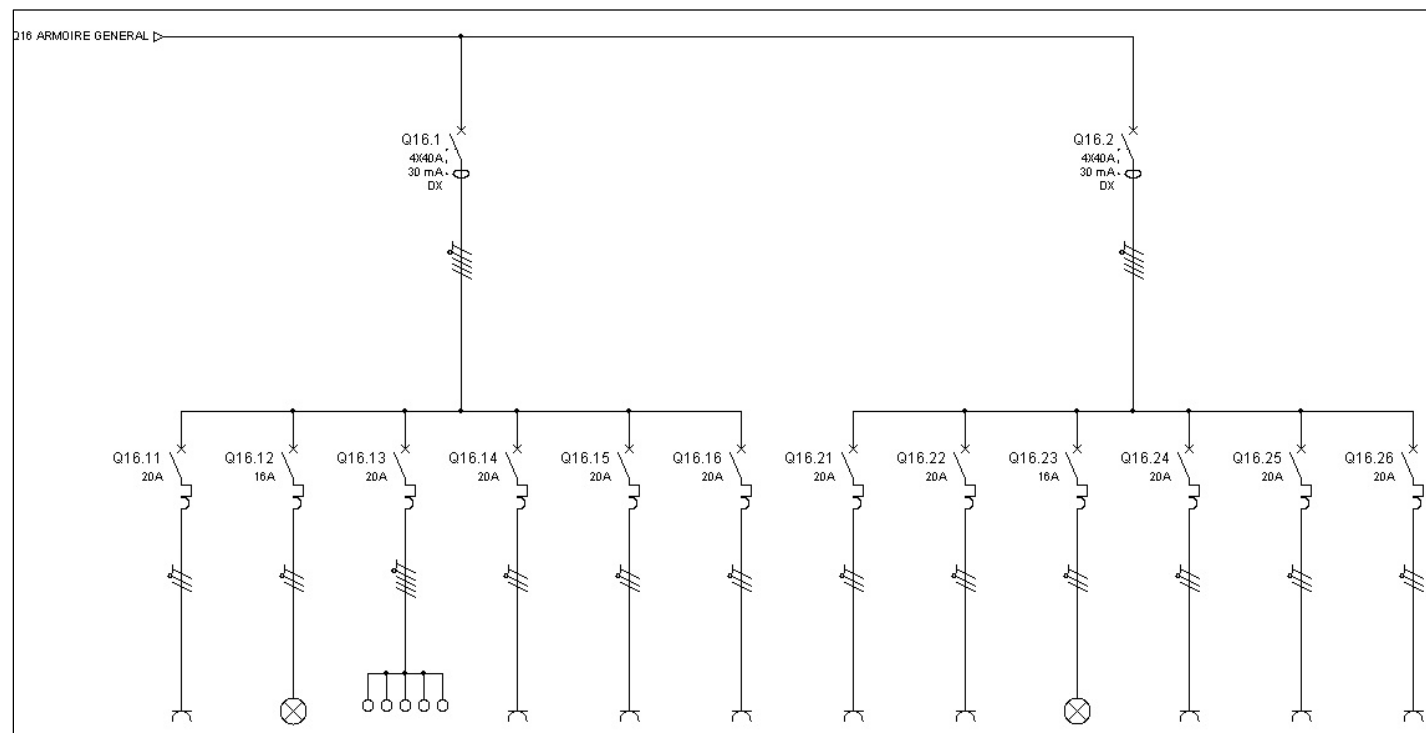 Q16 ARMOIRE GENERAL
Q16.1
4X40A
30 mA
DX
Q16.2
4X40A
30 mA
DX
Q16.11
20A
Q16.12
16A
Q16.13
20A
Q16.14
20A
Q16.15
20A
Q16.16
20A
Q16.21
20A
Q16.22
20A
Q16.23
16A
Q16.24
20A
Q16.25
20A
Q16.26
20A